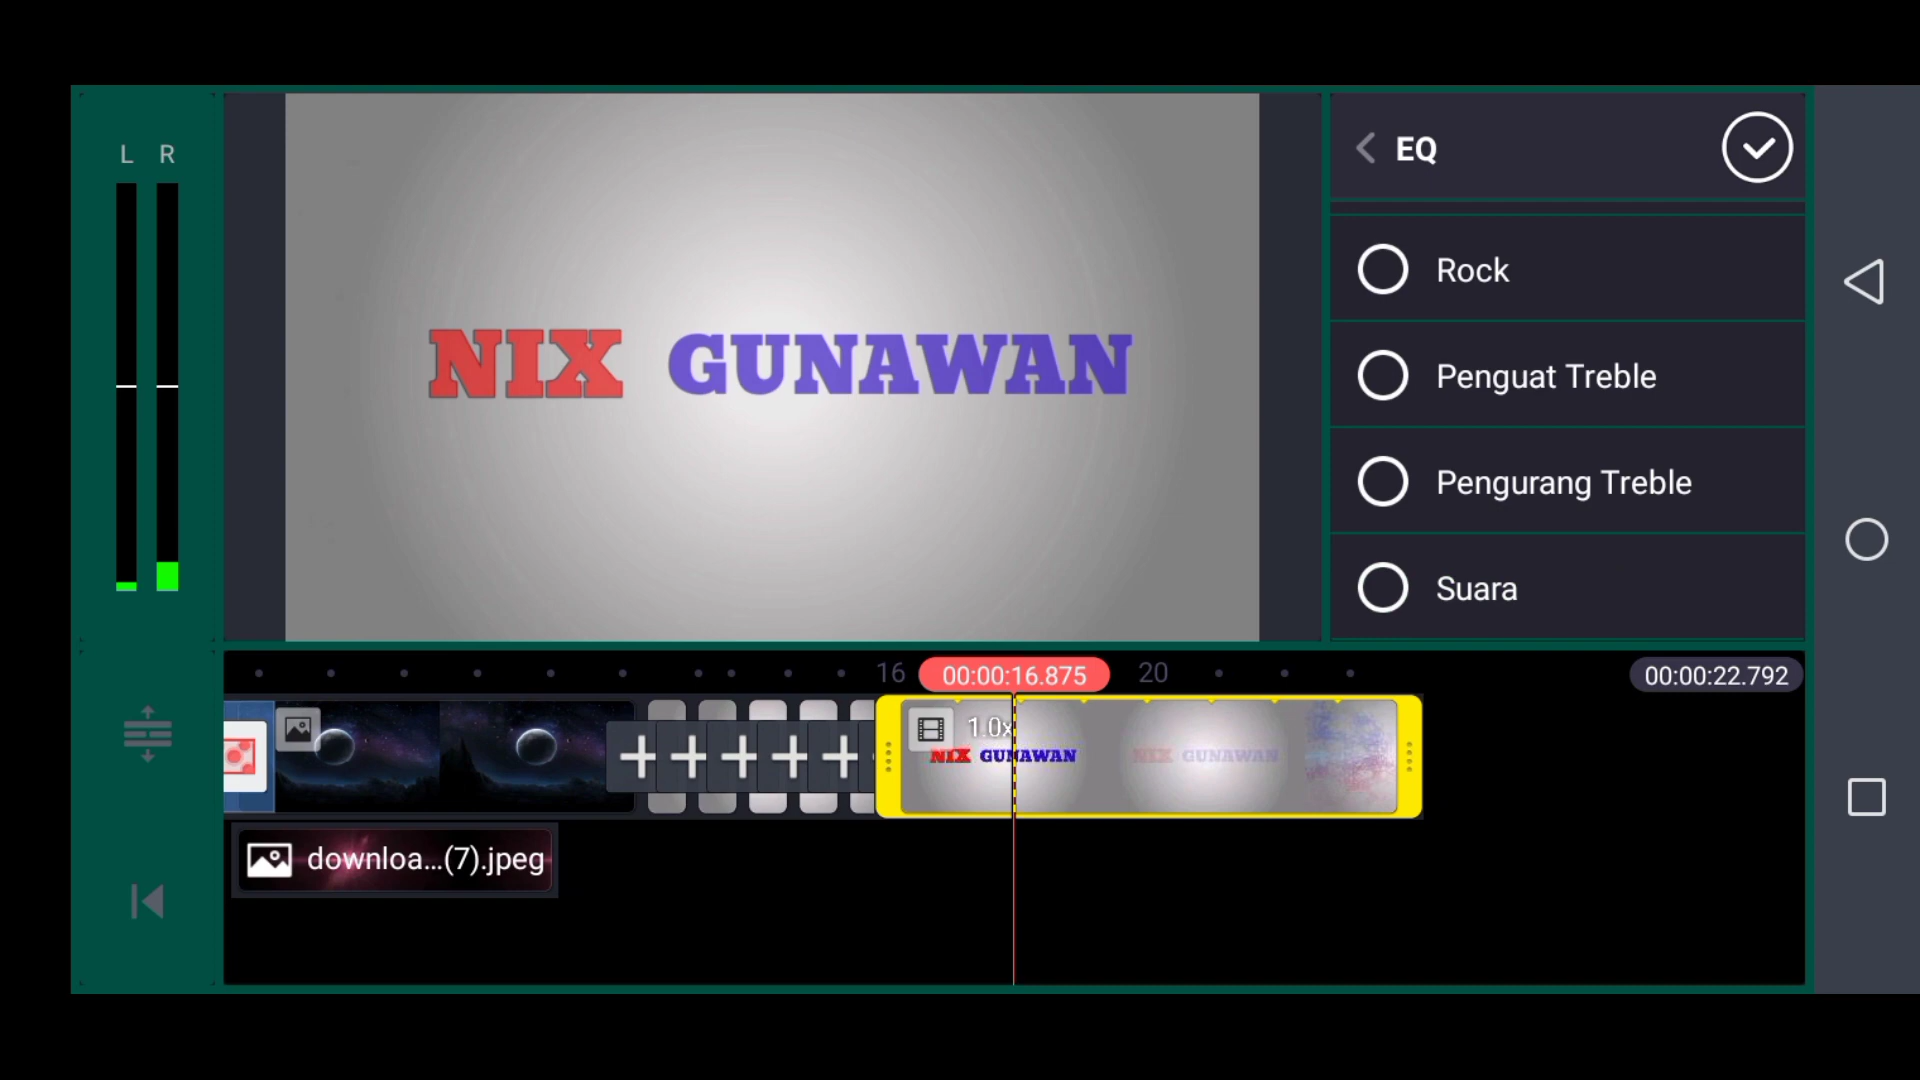 L R
EQ
Rock
Penguat Treble
Pengurang Treble
Suara
NIX GUNAWAN
16 00:00:16.875 20 00:00:22.792
1.0x
NIX GUNAWAN NIX GUNAWAN
downloa...(7).jpeg